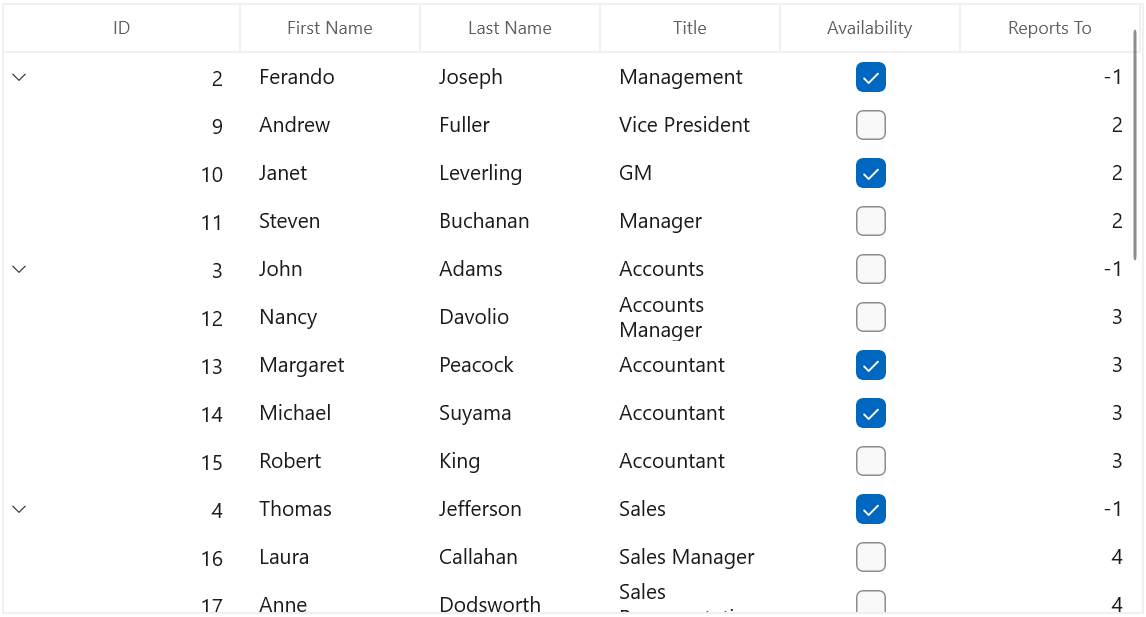 ID First Name Last Name Title Availability Reports To
2 Ferando Joseph Management -1
9 Andrew Fuller Vice President 2
10 Janet Leverling GM 2
11 Steven Buchanan Manager 2
3 John Adams Accounts -1
12 Nancy Davolio Accounts Manager 3
13 Margaret Peacock Accountant 3
14 Michael Suyama Accountant 3
15 Robert King Accountant 3
4 Thomas Jefferson Sales -1
16 Laura Callahan Sales Manager 4
17 Anne Dodsworth Sales 4